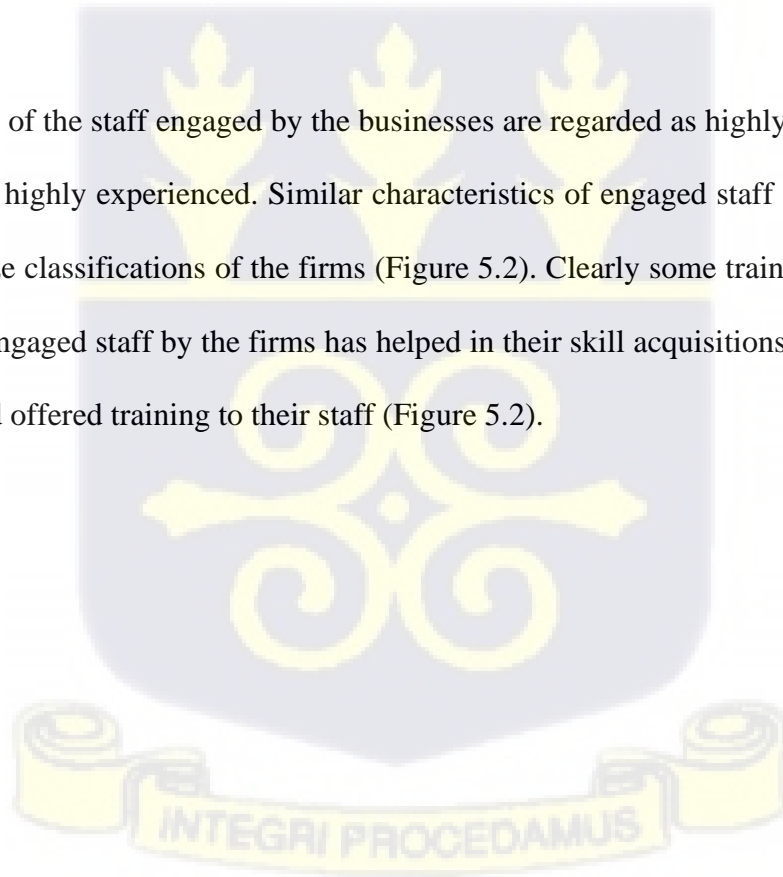 of the staff engaged by the businesses are regarded as highly
highly experienced. Similar characteristics of engaged staff
classifications of the firms (Figure 5.2). Clearly some train
ngaged staff by the firms has helped in their skill acquisitions
offered training to their staff (Figure 5.2).
INTEGRI PROCEDAMUS